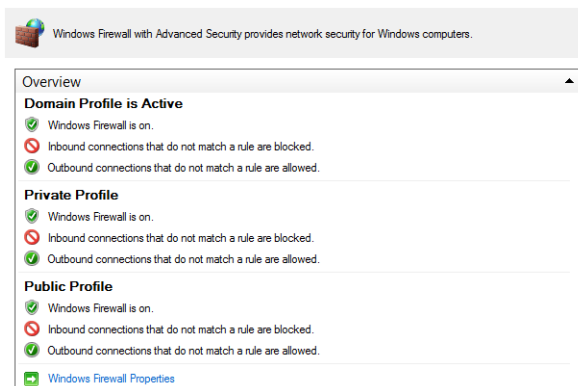 Windows Firewall with Advanced Security provides network security for Windows computers.
Overview
Domain Profile is Active
Windows Firewall is on.
Inbound connections that do not match a rule are blocked.
Outbound connections that do not match a rule are allowed.
Private Profile
Windows Firewall is on.
Inbound connections that do not match a rule are blocked.
Outbound connections that do not match a rule are allowed.
Public Profile
Windows Firewall is on.
Inbound connections that do not match a rule are blocked.
Outbound connections that do not match a rule are allowed.
Windows Firewall Properties